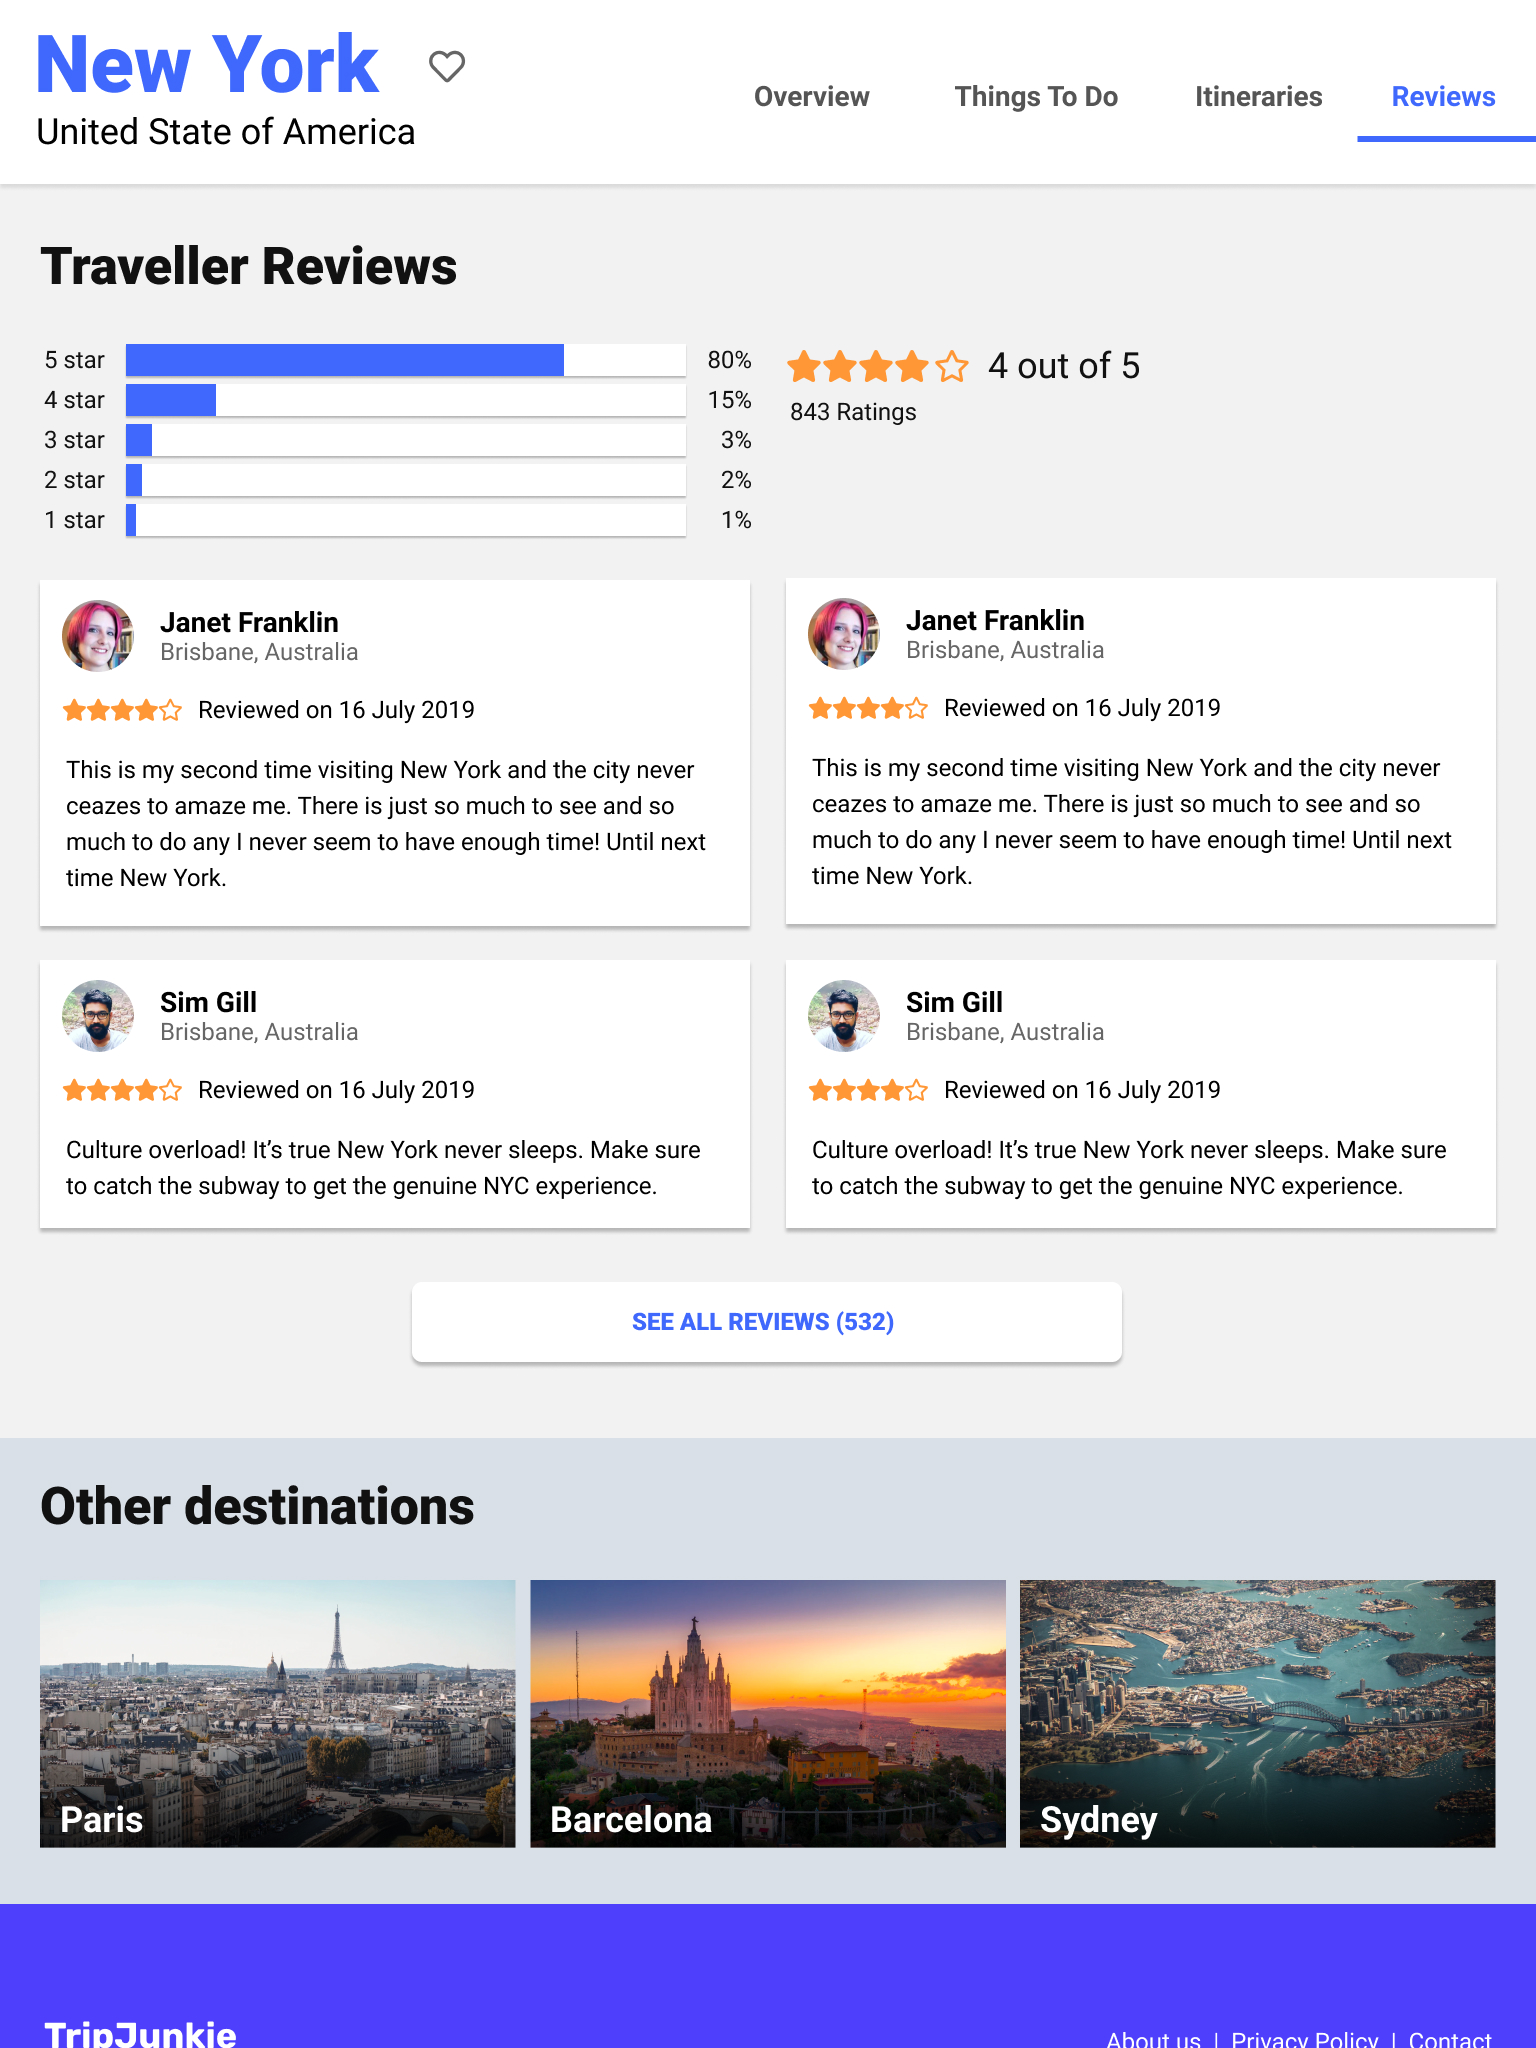 New York
United State of America
Overview
Things To Do
Itineraries
Reviews
Traveller Reviews
5 star 80%
4 star 15%
3 star 3%
2 star 2%
1 star 1%
4 out of 5
843 Ratings
Janet Franklin
Brisbane, Australia
Reviewed on 16 July 2019
This is my second time visiting New York and the city never
ceazes to amaze me. There is just so much to see and so
much to do any I never seem to have enough time! Until next
time New York.
Janet Franklin
Brisbane, Australia
Reviewed on 16 July 2019
This is my second time visiting New York and the city never
ceazes to amaze me. There is just so much to see and so
much to do any I never seem to have enough time! Until next
time New York.
Sim Gill
Brisbane, Australia
Reviewed on 16 July 2019
Culture overload! It’s true New York never sleeps. Make sure
to catch the subway to get the genuine NYC experience.
Sim Gill
Brisbane, Australia
Reviewed on 16 July 2019
Culture overload! It’s true New York never sleeps. Make sure
to catch the subway to get the genuine NYC experience.
SEE ALL REVIEWS (532)
Other destinations
Paris
Barcelona
Sydney
TripJunkie
About us | Privacy Policy | Contact